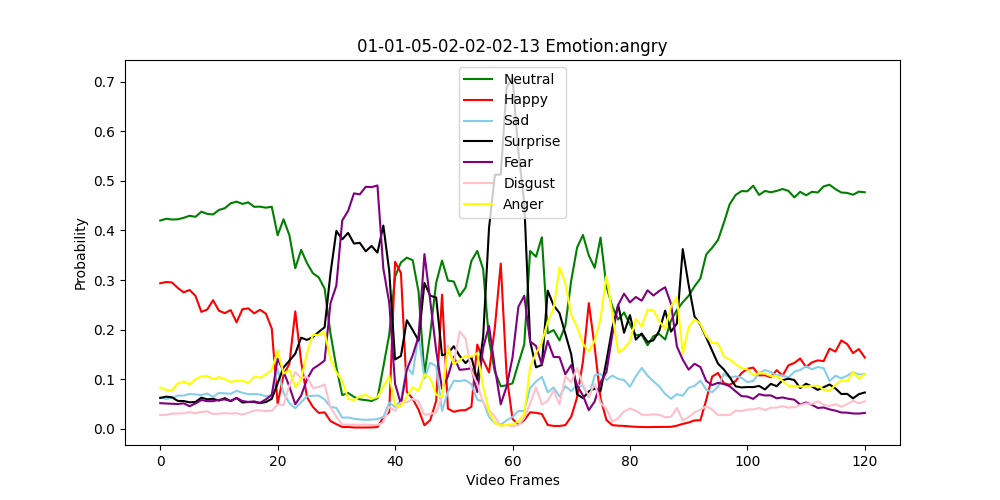 01-01-05-02-02-02-13 Emotion:angry
Neutral
Happy
Sad
Surprise
Fear
Disgust
Anger
Probability
0.7
0.6
0.5
0.4
0.3
0.2
0.1
0.0
0 20 40 60 80 100 120
Video Frames